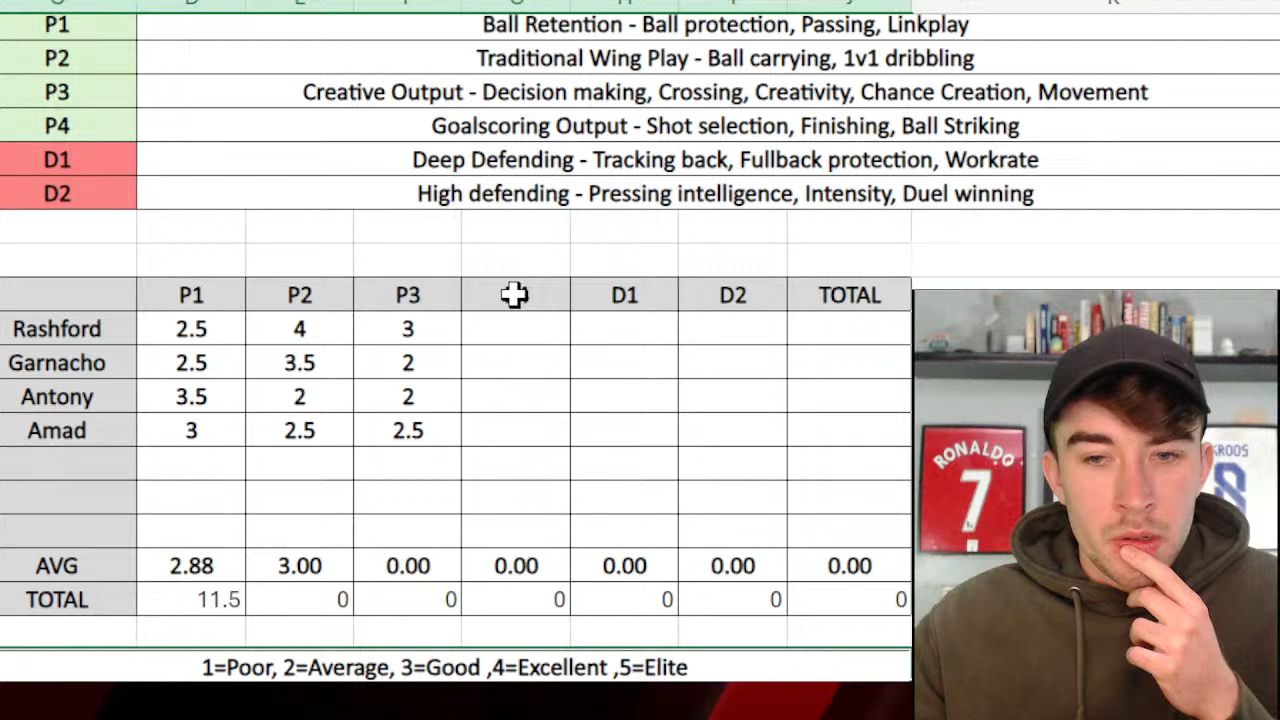 P1 Ball Retention - Ball protection, Passing, Linkplay
P2 Traditional Wing Play - Ball carrying, 1v1 dribbling
P3 Creative Output - Decision making, Crossing, Creativity, Chance Creation, Movement
P4 Goalscoring Output - Shot selection, Finishing, Ball Striking
D1 Deep Defending - Tracking back, Fullback protection, Workrate
D2 High defending - Pressing intelligence, Intensity, Duel winning
P1 P2 P3 D1 D2 TOTAL
Rashford 2.5 4 3
Garnacho 2.5 3.5 2
Antony 3.5 2 2
Amad 3 2.5 2.5
AVG 2.88 3.00 0.00 0.00 0.00 0.00 0.00
TOTAL 11.5 0 0 0 0 0 0
1=Poor, 2=Average, 3=Good ,4=Excellent ,5=Elite
RONALDO
7
KROOS
8